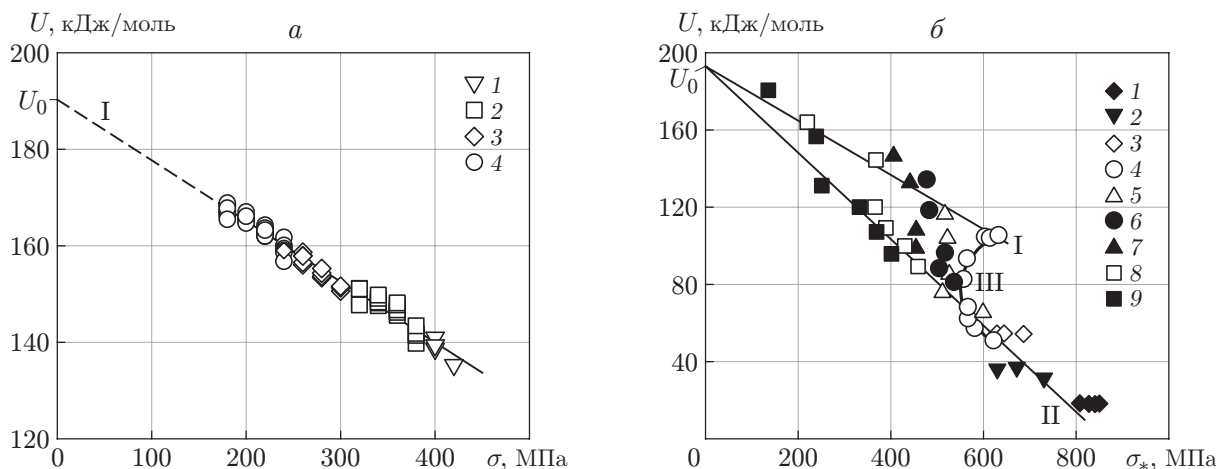 U, кДж/моль а
200
U₀
180
160
140
120
I
1
2
3
4
0 100 200 300 400 σ, МПа
U, кДж/моль б
200
U₀
160
120
80
40
1
2
3
4
5
6
7
8
9
I
III
II
0 200 400 600 800 σ*, МПа